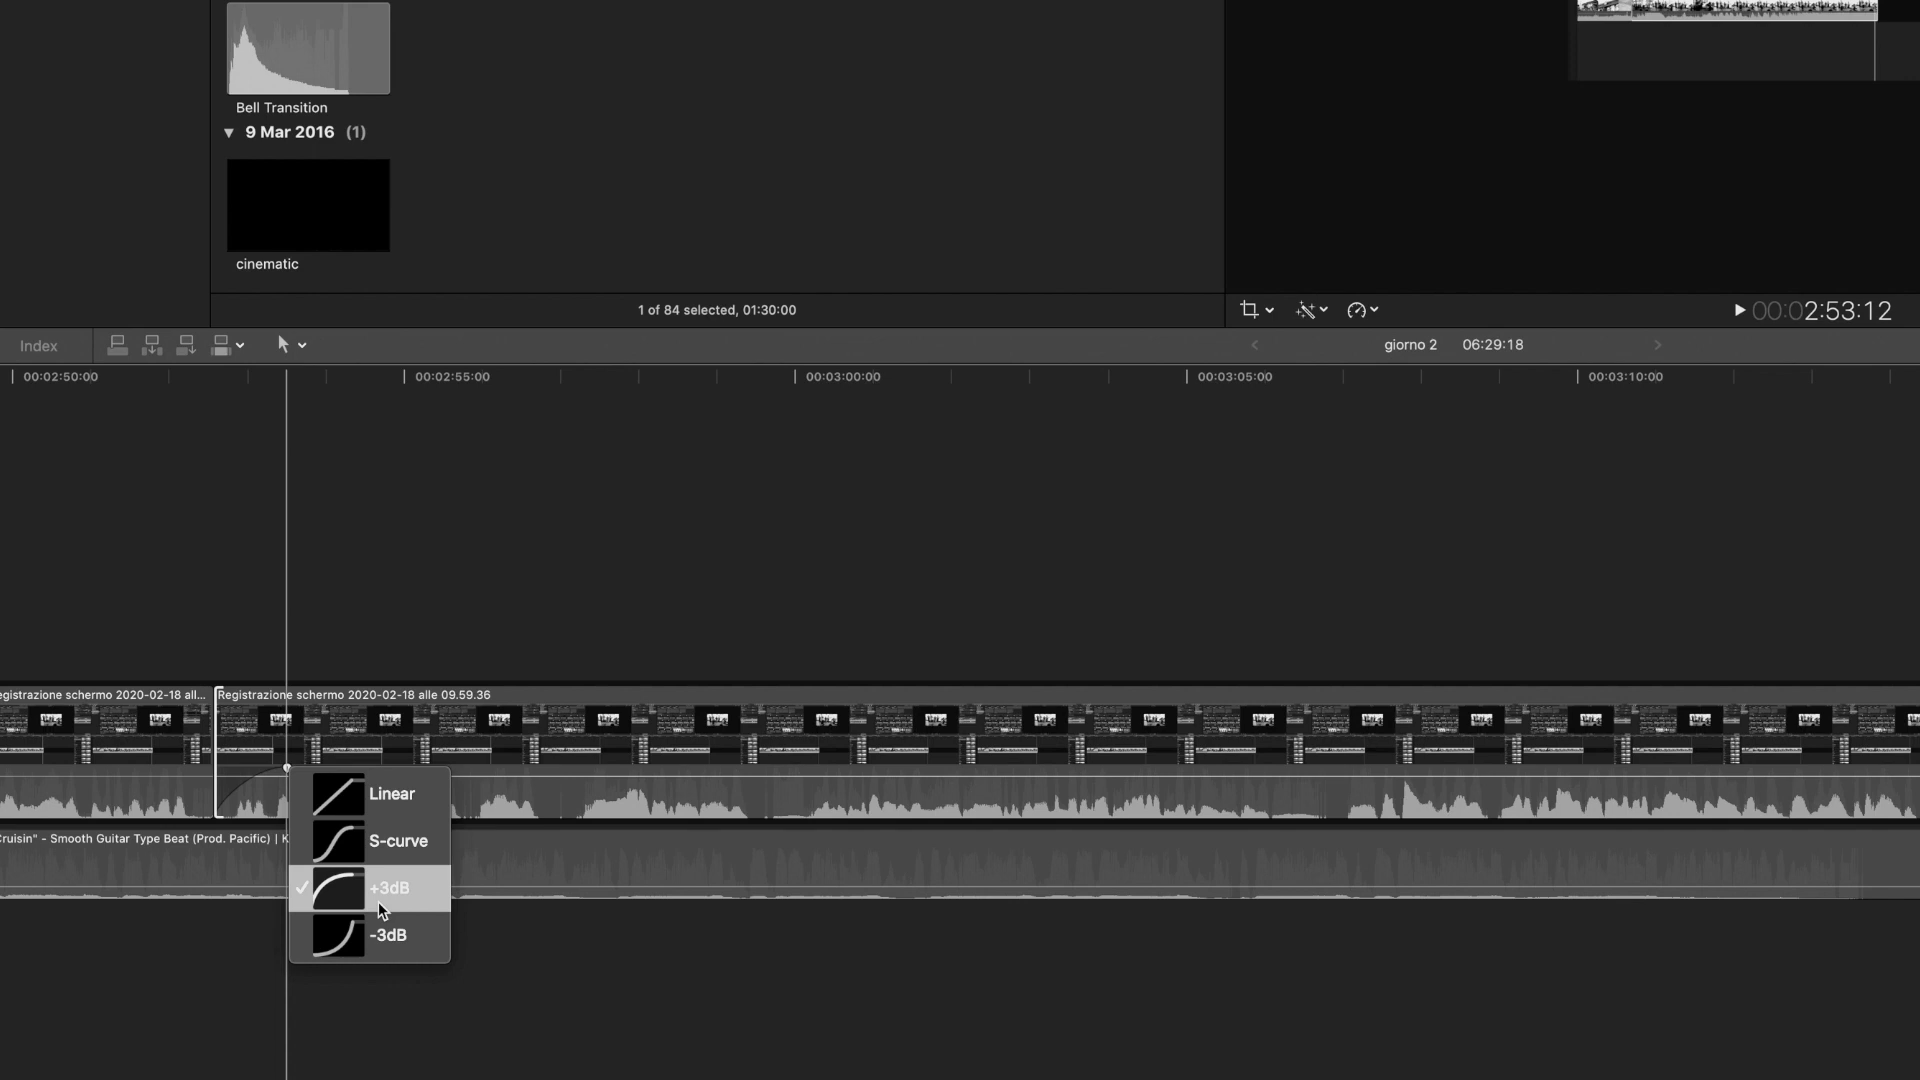 Bell Transition
▼ 9 Mar 2016 (1)
cinematic
1 of 84 selected, 01:30:00
00:02:53:12
Index
giorno 2 06:29:18
00:02:50:00 00:02:55:00 00:03:00:00 00:03:05:00 00:03:10:00
egistrazione schermo 2020-02-18 all... Registrazione schermo 2020-02-18 alle 09.59.36
Linear
Cruisin" - Smooth Guitar Type Beat (Prod. Pacific) | K
S-curve
✓ +3dB
-3dB